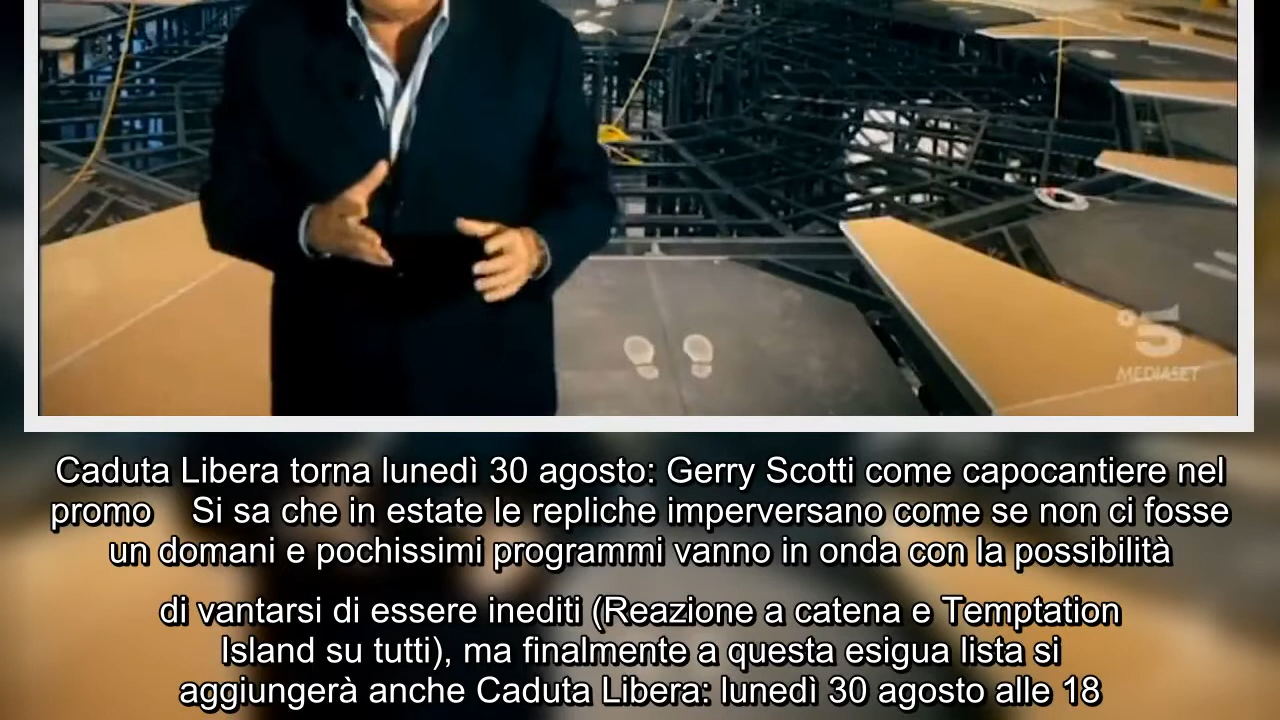 5
MEDIASET
Caduta Libera torna lunedì 30 agosto: Gerry Scotti come capocantiere nel
promo    Si sa che in estate le repliche imperversano come se non ci fosse
un domani e pochissimi programmi vanno in onda con la possibilità
di vantarsi di essere inediti (Reazione a catena e Temptation
Island su tutti), ma finalmente a questa esigua lista si
aggiungerà anche Caduta Libera: lunedì 30 agosto alle 18